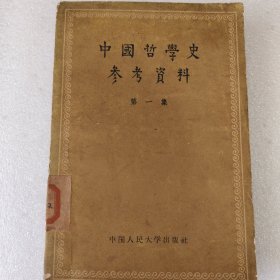 中國哲學史
参考資料
第一集
中国人民大学出版社